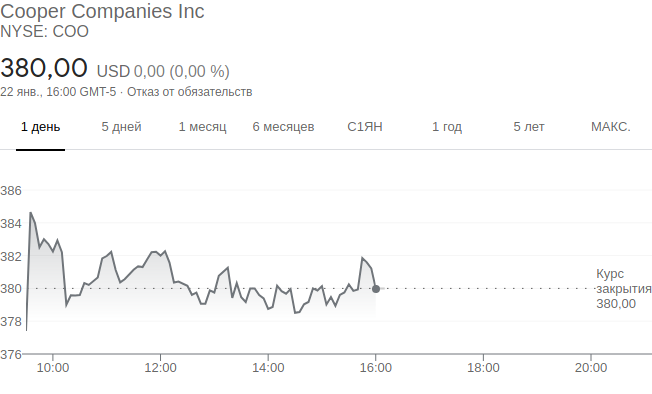 Cooper Companies Inc
NYSE: COO
380,00 USD 0,00 (0,00 %)
22 янв., 16:00 GMT-5 · Отказ от обязательств
1 день 5 дней 1 месяц 6 месяцев С1ЯН 1 год 5 лет МАКС.
386
384
382
380
378
376
Курс
закрытия
380,00
10:00 12:00 14:00 16:00 18:00 20:00